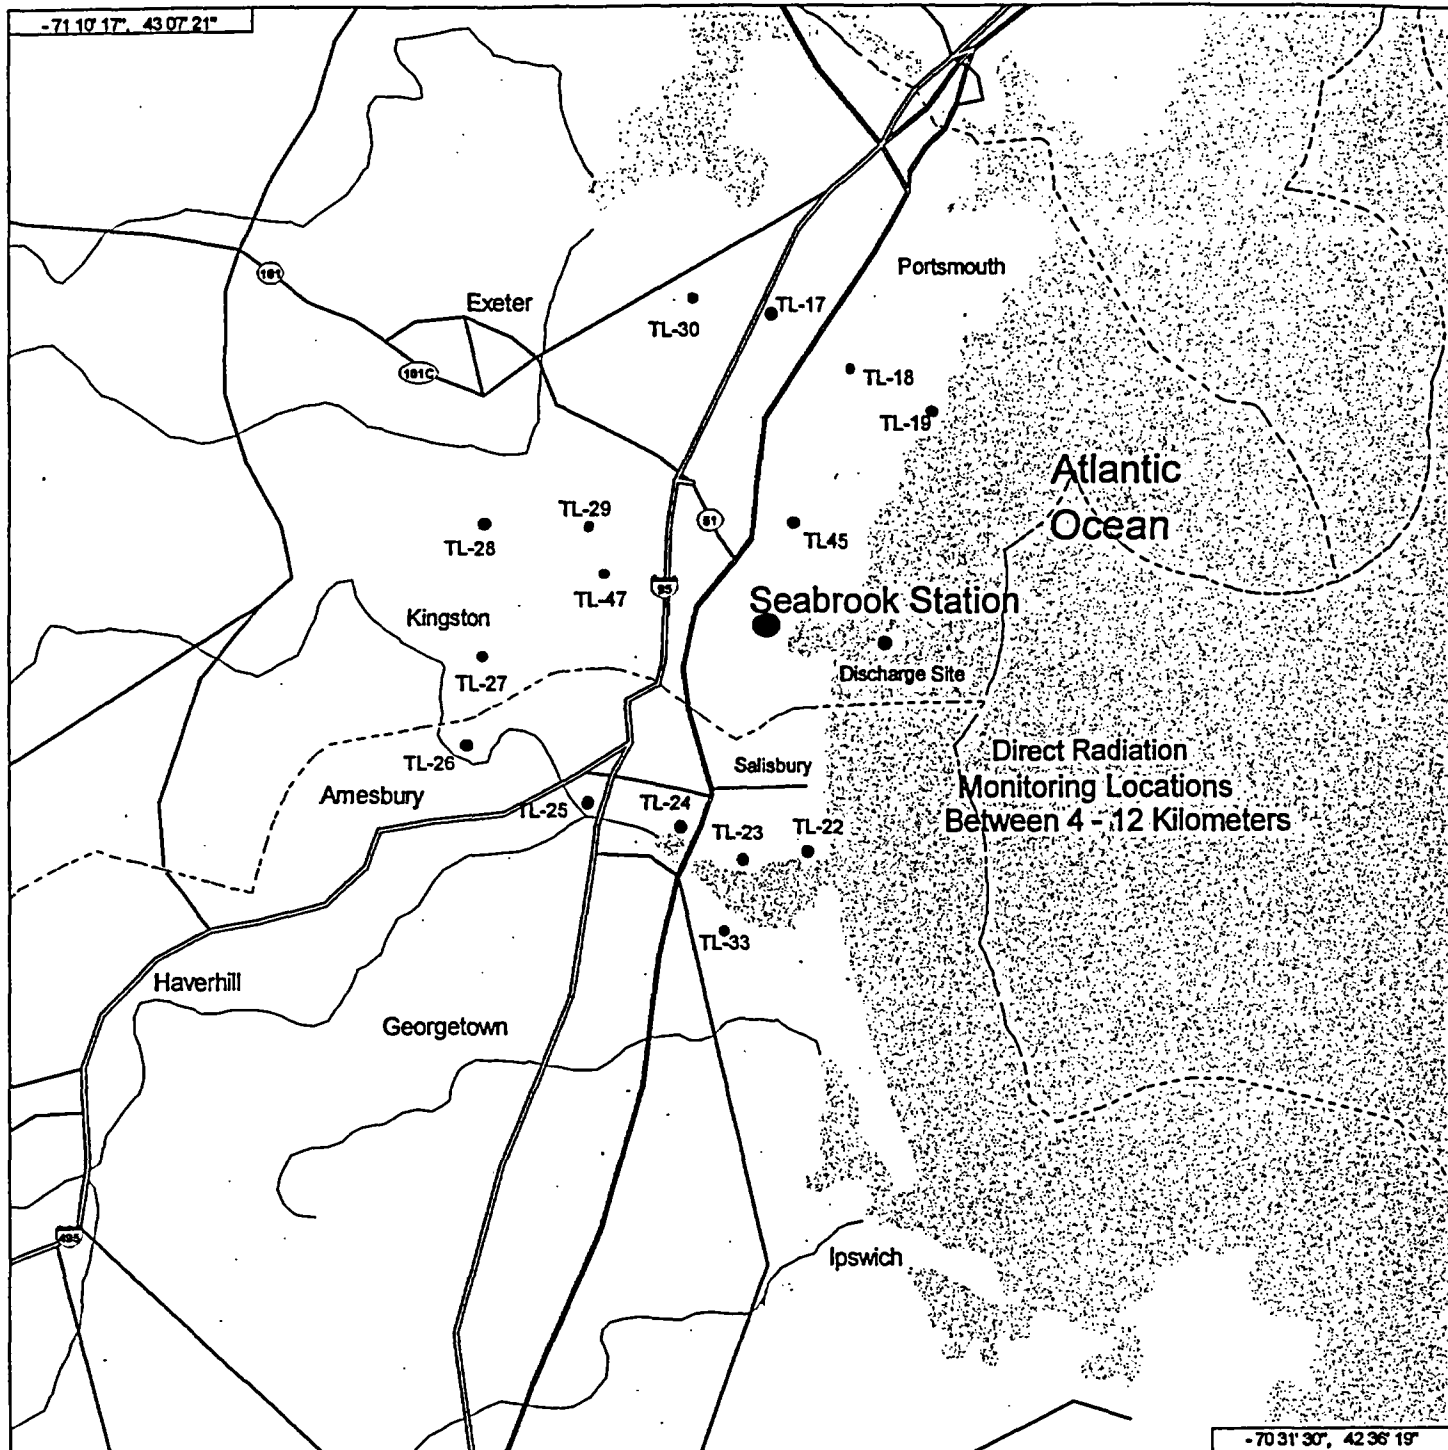 -71 10' 17", 43 07' 21"
Portsmouth
101
Exeter
TL-30
TL-17
101C
TL-18
TL-19
Atlantic
Ocean
TL-29
TL-28
51
TL45
TL-47
95
Seabrook Station
Kingston
TL-27
Discharge Site
TL-26
Salisbury
Direct Radiation
Monitoring Locations
Between 4 - 12 Kilometers
Amesbury
TL-25
TL-24
TL-23
TL-22
TL-33
Haverhill
Georgetown
495
Ipswich
-70 31' 30", 42 36' 19"